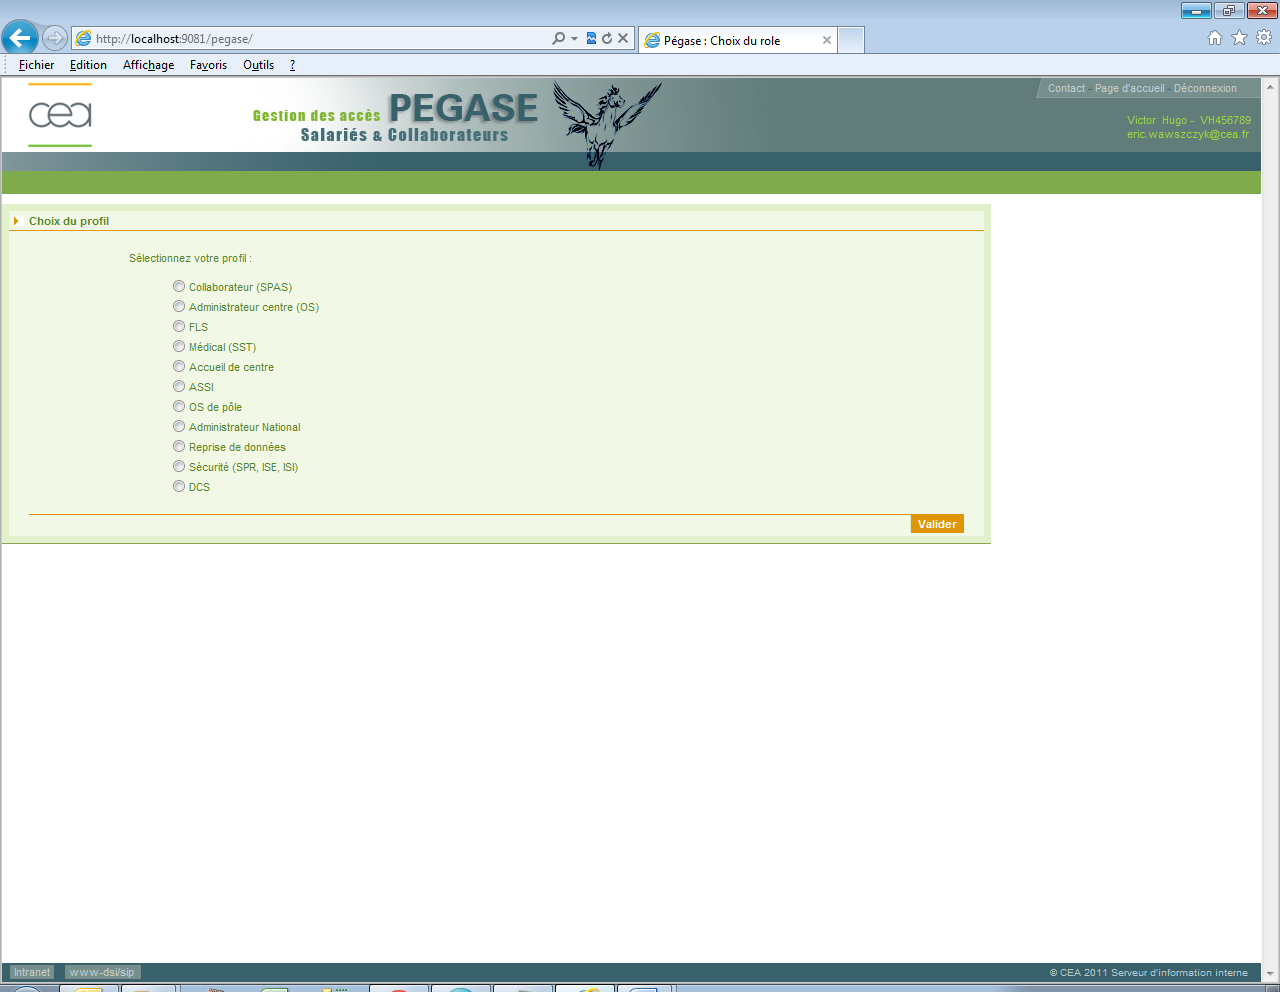 http://localhost:9081/pegase/
Pégase : Choix du role
Fichier Edition Affichage Favoris Outils ?
cea
Gestion des accès PEGASE
Salariés & Collaborateurs
Contact - Page d'accueil - Déconnexion
Victor Hugo - VH456789
eric.wawszczyk@cea.fr
Choix du profil
Sélectionnez votre profil :
Collaborateur (SPAS)
Administrateur centre (OS)
FLS
Médical (SST)
Accueil de centre
ASSI
OS de pôle
Administrateur National
Reprise de données
Sécurité (SPR, ISE, ISI)
DCS
Valider
Intranet www-dsi/sip
© CEA 2011 Serveur d'information interne